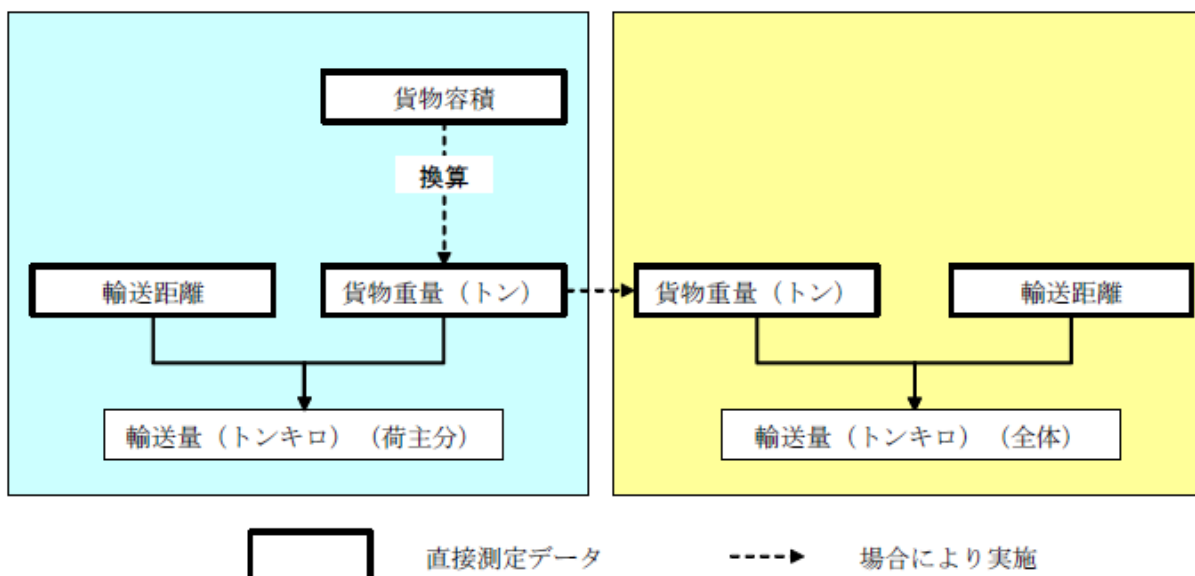 貨物容積
換算
輸送距離
貨物重量（トン）
貨物重量（トン）
輸送距離
輸送量（トンキロ）（荷主分）
輸送量（トンキロ）（全体）
直接測定データ
場合により実施